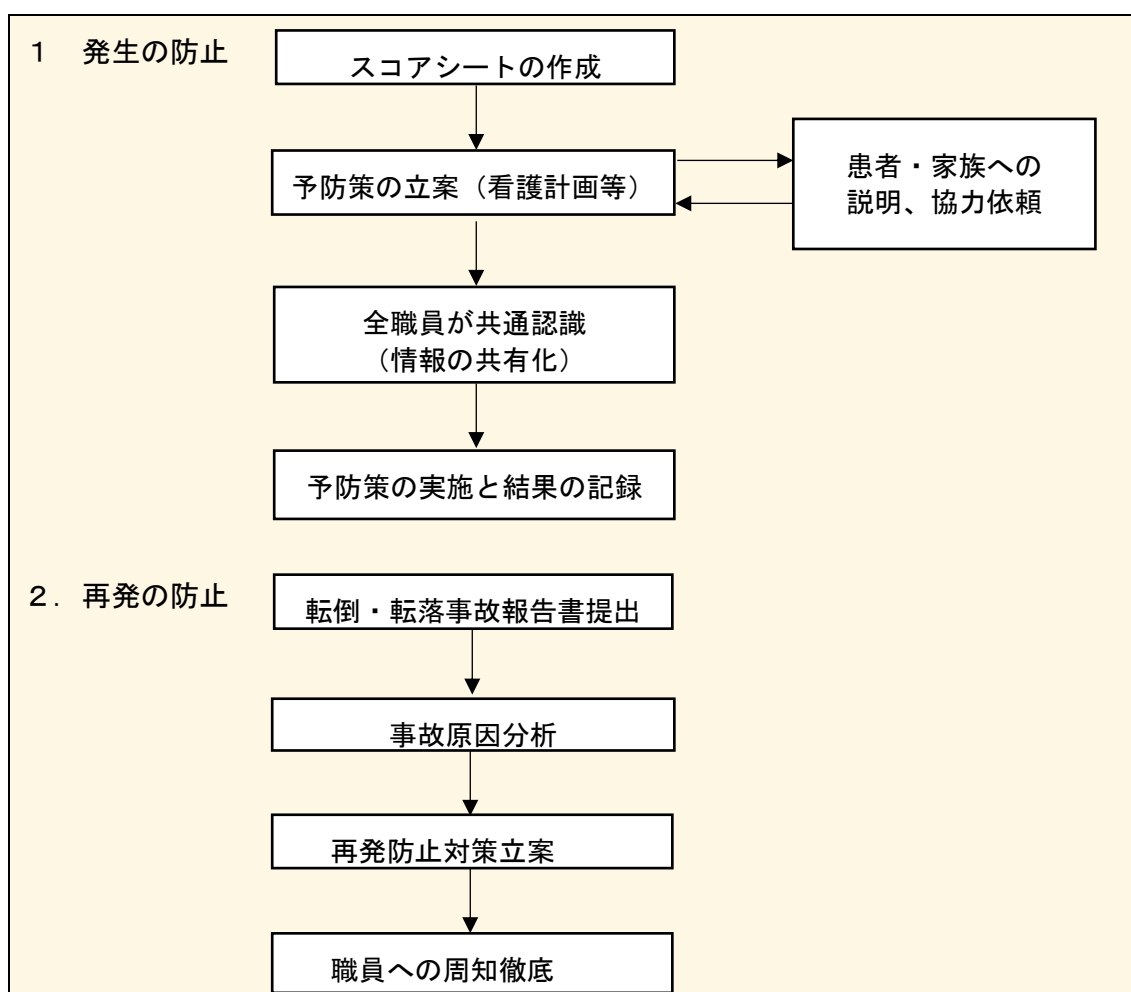 １　発生の防止
スコアシートの作成
予防策の立案（看護計画等）
患者・家族への
説明、協力依頼
全職員が共通認識
（情報の共有化）
予防策の実施と結果の記録
２．再発の防止
転倒・転落事故報告書提出
事故原因分析
再発防止対策立案
職員への周知徹底